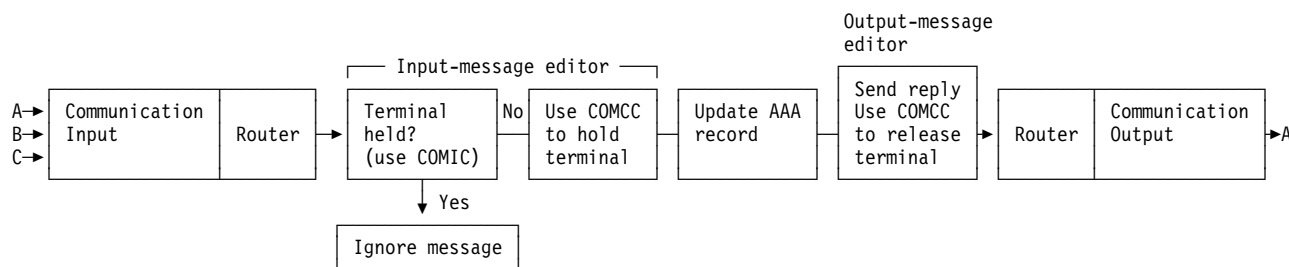 Output-message
editor
Input-message editor
A
B
C
Communication
Input
Router
Terminal
held?
(use COMIC)
No
Use COMCC
to hold
terminal
Update AAA
record
Send reply
Use COMCC
to release
terminal
Router
Communication
Output
A
Yes
Ignore message